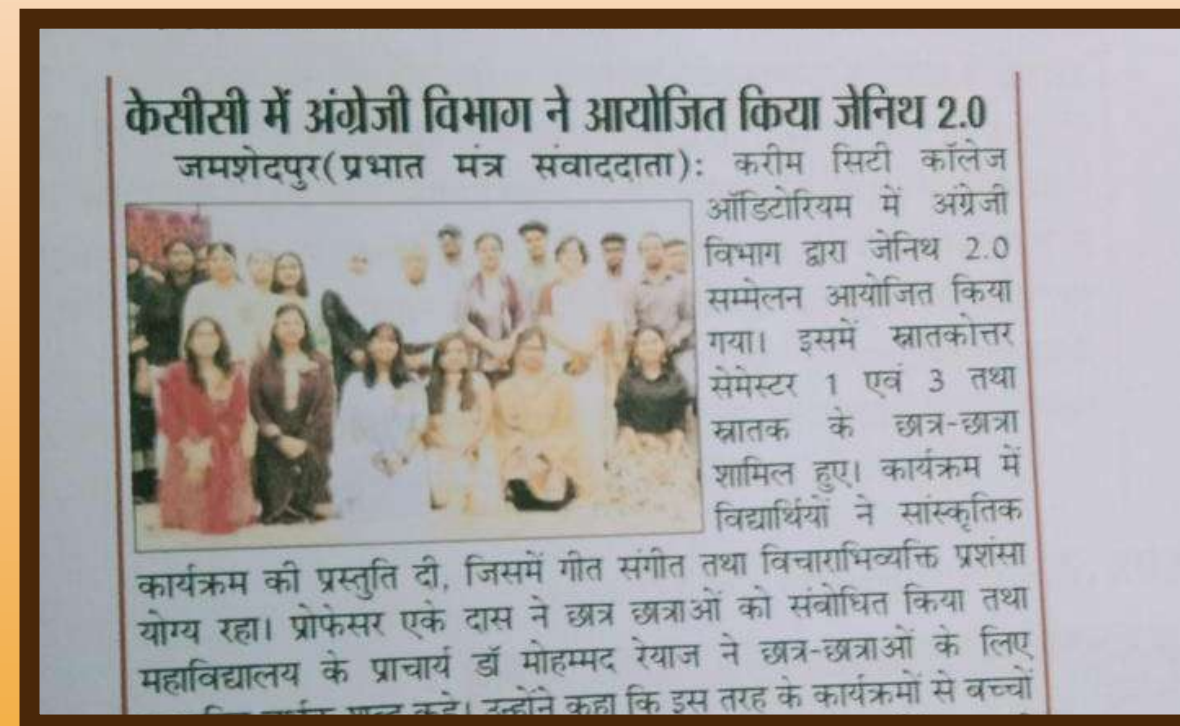 केसीसी में अंग्रेजी विभाग ने आयोजित किया जेनिथ 2.0
जमशेदपुर(प्रभात मंत्र संवाददाता): करीम सिटी कॉलेज
ऑडिटोरियम में अंग्रेजी
विभाग द्वारा जेनिथ 2.0
सम्मेलन आयोजित किया
गया। इसमें स्नातकोत्तर
सेमेस्टर 1 एवं 3 तथा
स्नातक के छात्र-छात्रा
शामिल हुए। कार्यक्रम में
विद्यार्थियों ने सांस्कृतिक
कार्यक्रम की प्रस्तुति दी, जिसमें गीत संगीत तथा विचाराभिव्यक्ति प्रशंसा
योग्य रहा। प्रोफेसर एके दास ने छात्र छात्राओं को संबोधित किया तथा
महाविद्यालय के प्राचार्य डॉ मोहम्मद रेयाज ने छात्र-छात्राओं के लिए
कहे। उन्होंने कहा कि इस तरह के कार्यक्रमों से बच्चों